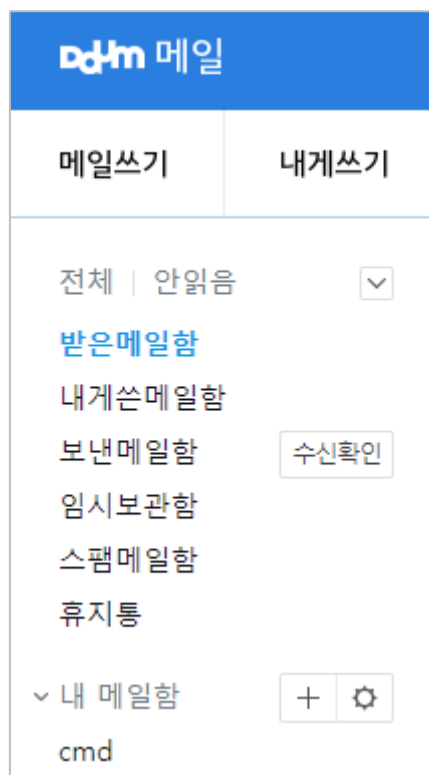 Daum 메일
메일쓰기 내게쓰기
전체 | 안읽음
받은메일함
내게쓴메일함
보낸메일함 수신확인
임시보관함
스팸메일함
휴지통
내 메일함
cmd